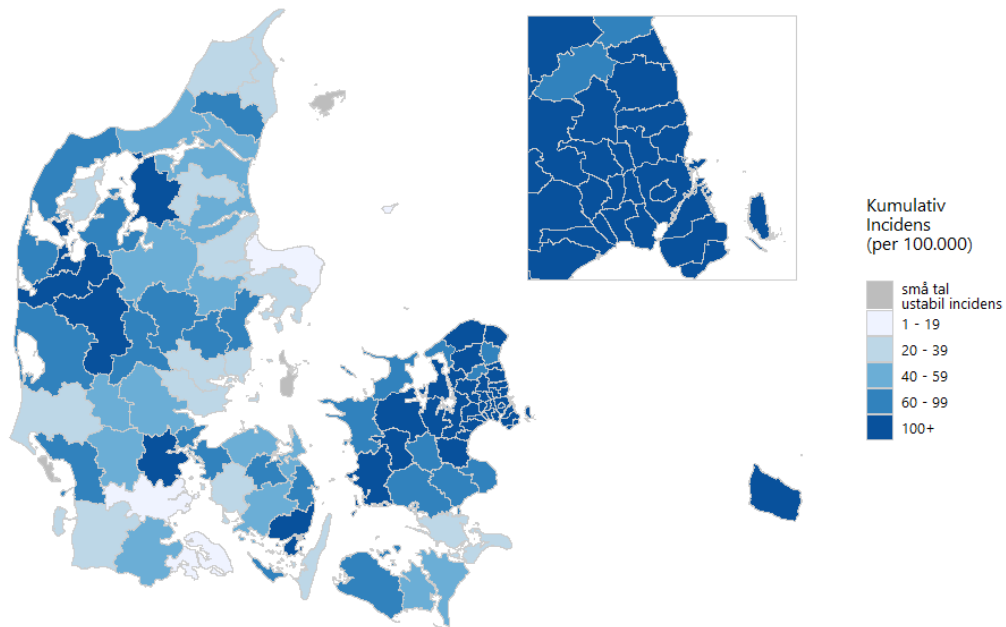 Kumulativ
Incidens
(per 100.000)
små tal
ustabil incidens
1 - 19
20 - 39
40 - 59
60 - 99
100+